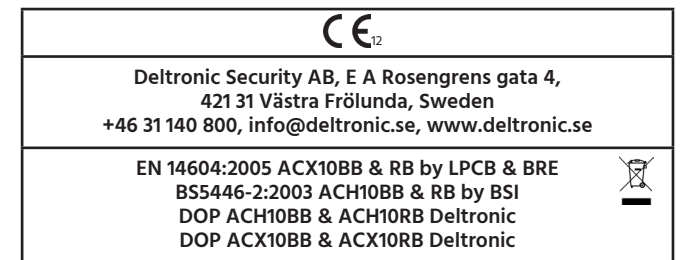 CE 12
Deltronic Security AB, E A Rosengrens gata 4,
421 31 Västra Frölunda, Sweden
+46 31 140 800, info@deltronic.se, www.deltronic.se
EN 14604:2005 ACX10BB & RB by LPCB & BRE
BS5446-2:2003 ACH10BB & RB by BSI
DOP ACH10BB & ACH10RB Deltronic
DOP ACX10BB & ACX10RB Deltronic